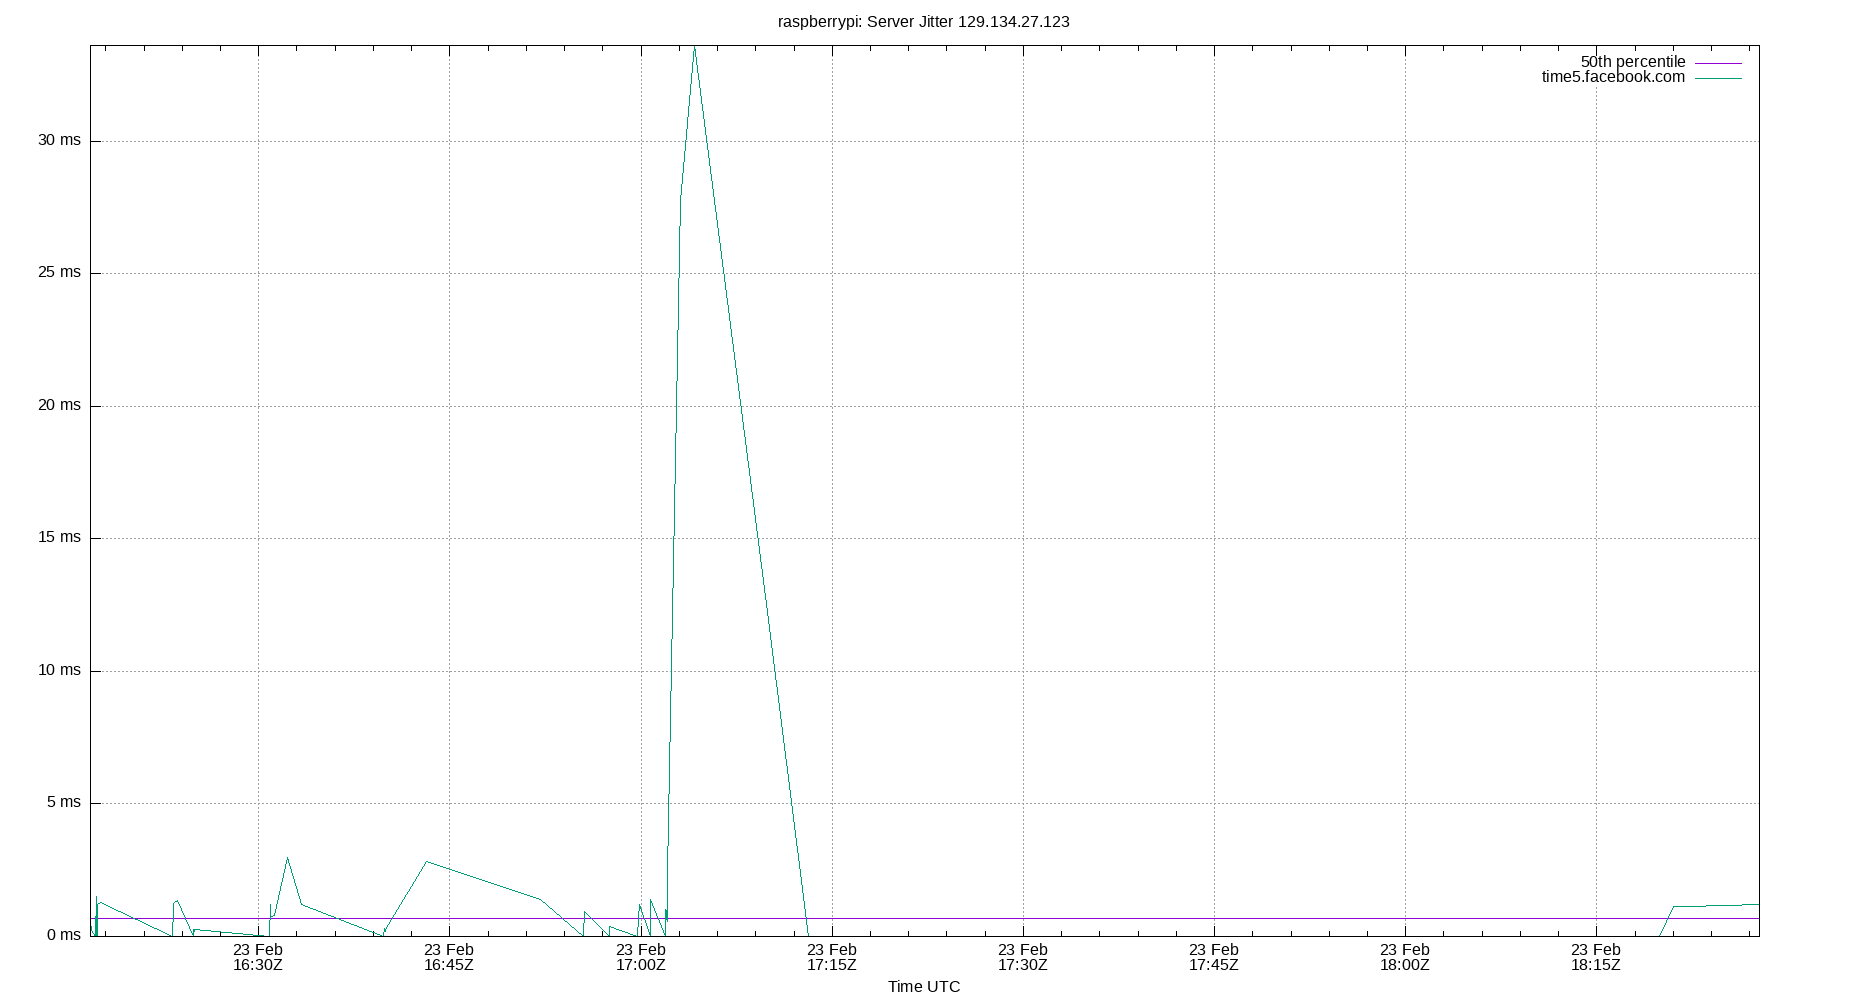 raspberrypi: Server Jitter 129.134.27.123
50th percentile
time5.facebook.com
30 ms
25 ms
20 ms
15 ms
10 ms
5 ms
0 ms
23 Feb 23 Feb 23 Feb 23 Feb 23 Feb 23 Feb 23 Feb 23 Feb
16:30Z 16:45Z 17:00Z 17:15Z 17:30Z 17:45Z 18:00Z 18:15Z
Time UTC